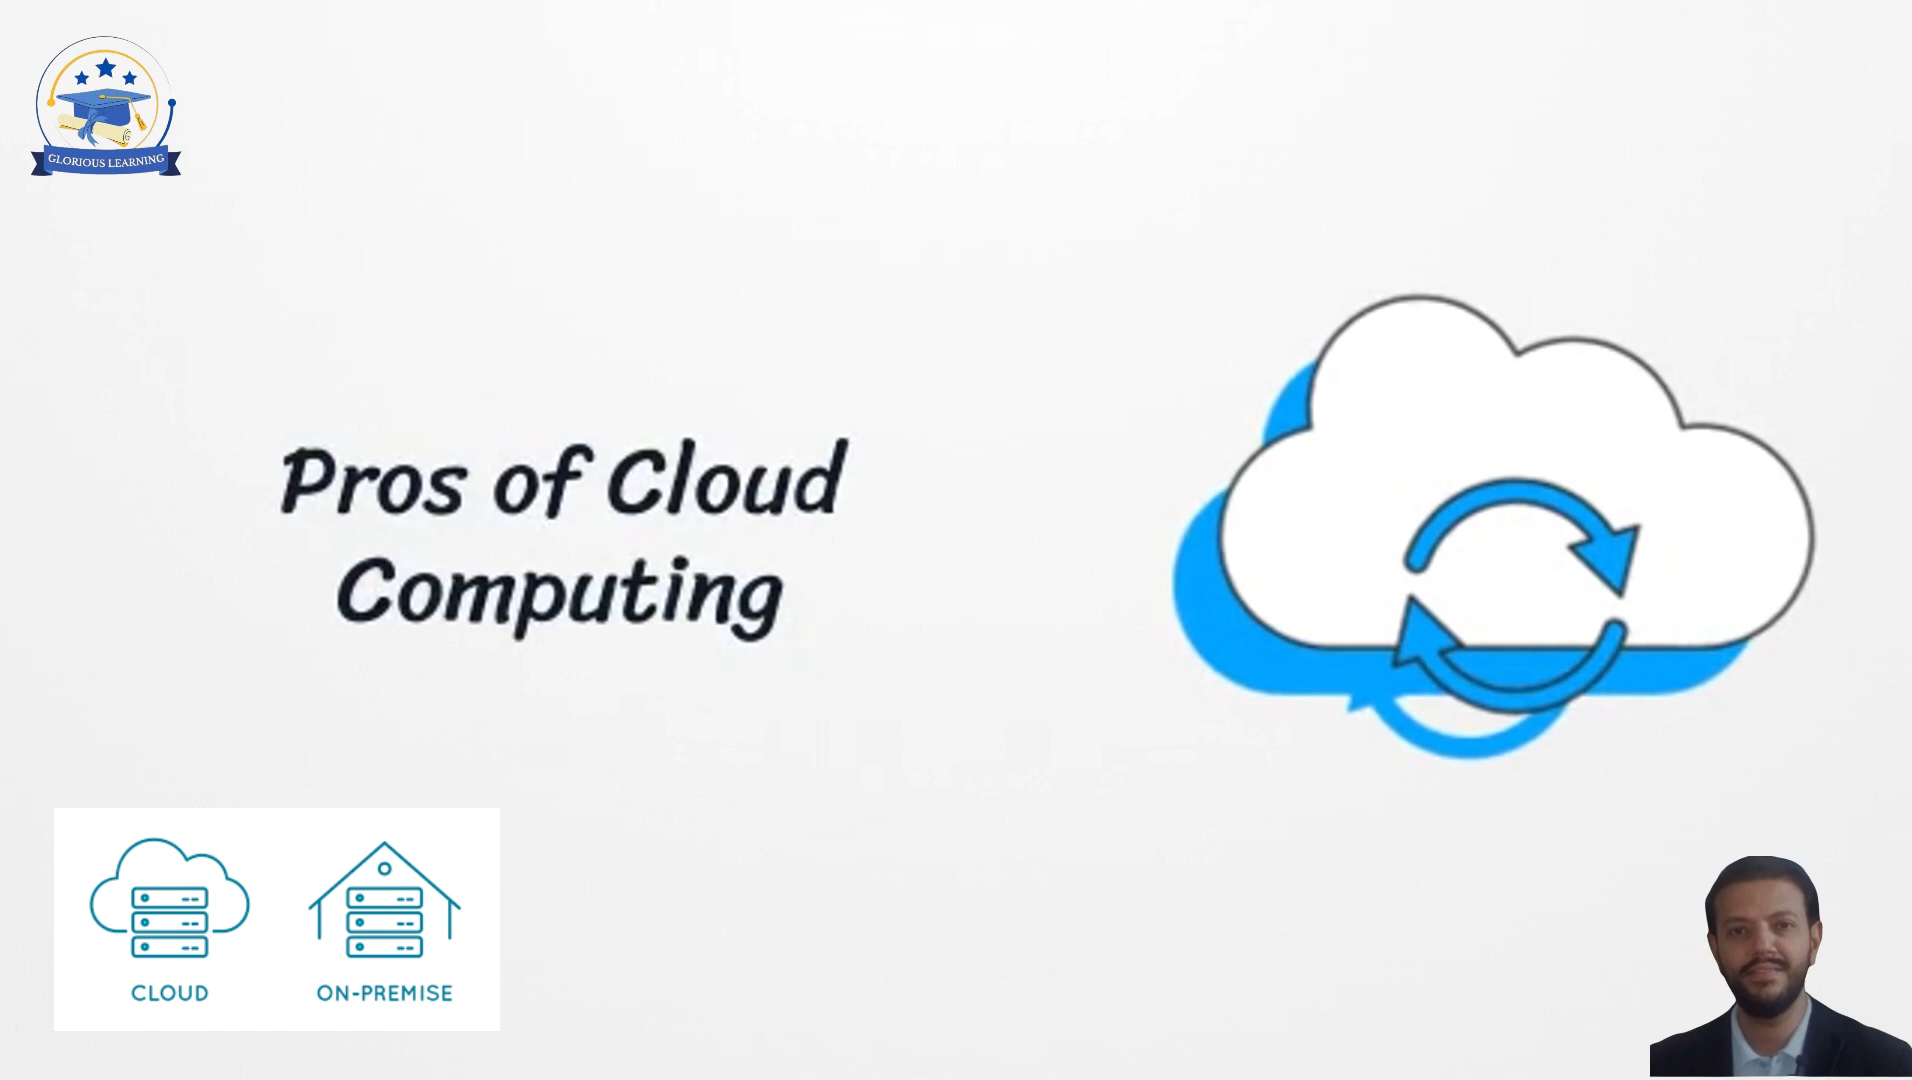 GLORIOUS LEARNING
Pros of Cloud
Computing
CLOUD
ON-PREMISE